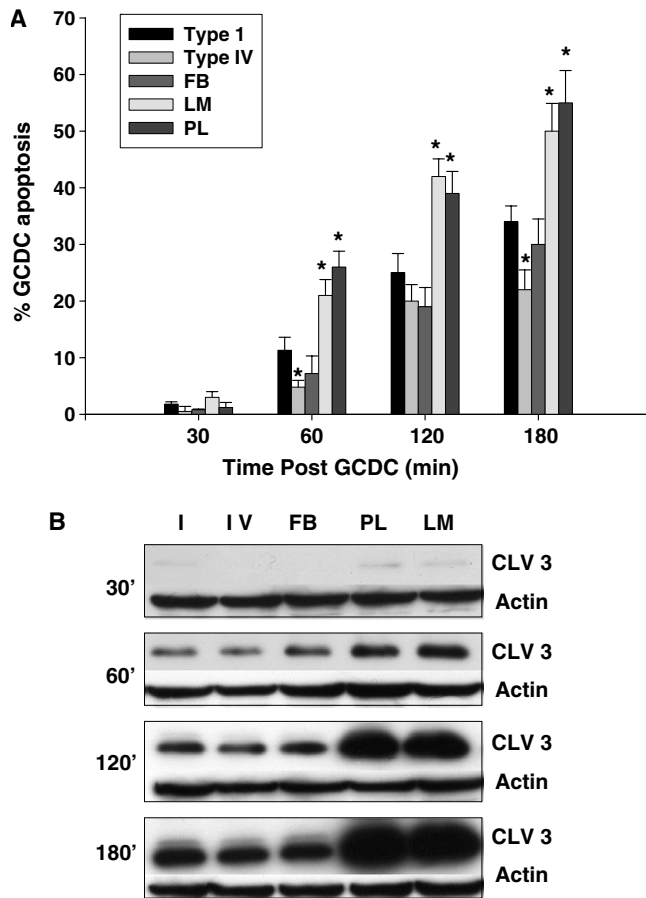 A
70
60
50
40
30
20
10
0
% GCDC apoptosis
Type 1
Type IV
FB
LM
PL
*
*
*
*
*
*
*
*
30
60
120
180
Time Post GCDC (min)
B
I
I V
FB
PL
LM
30’
CLV 3
Actin
60’
CLV 3
Actin
120’
CLV 3
Actin
180’
CLV 3
Actin